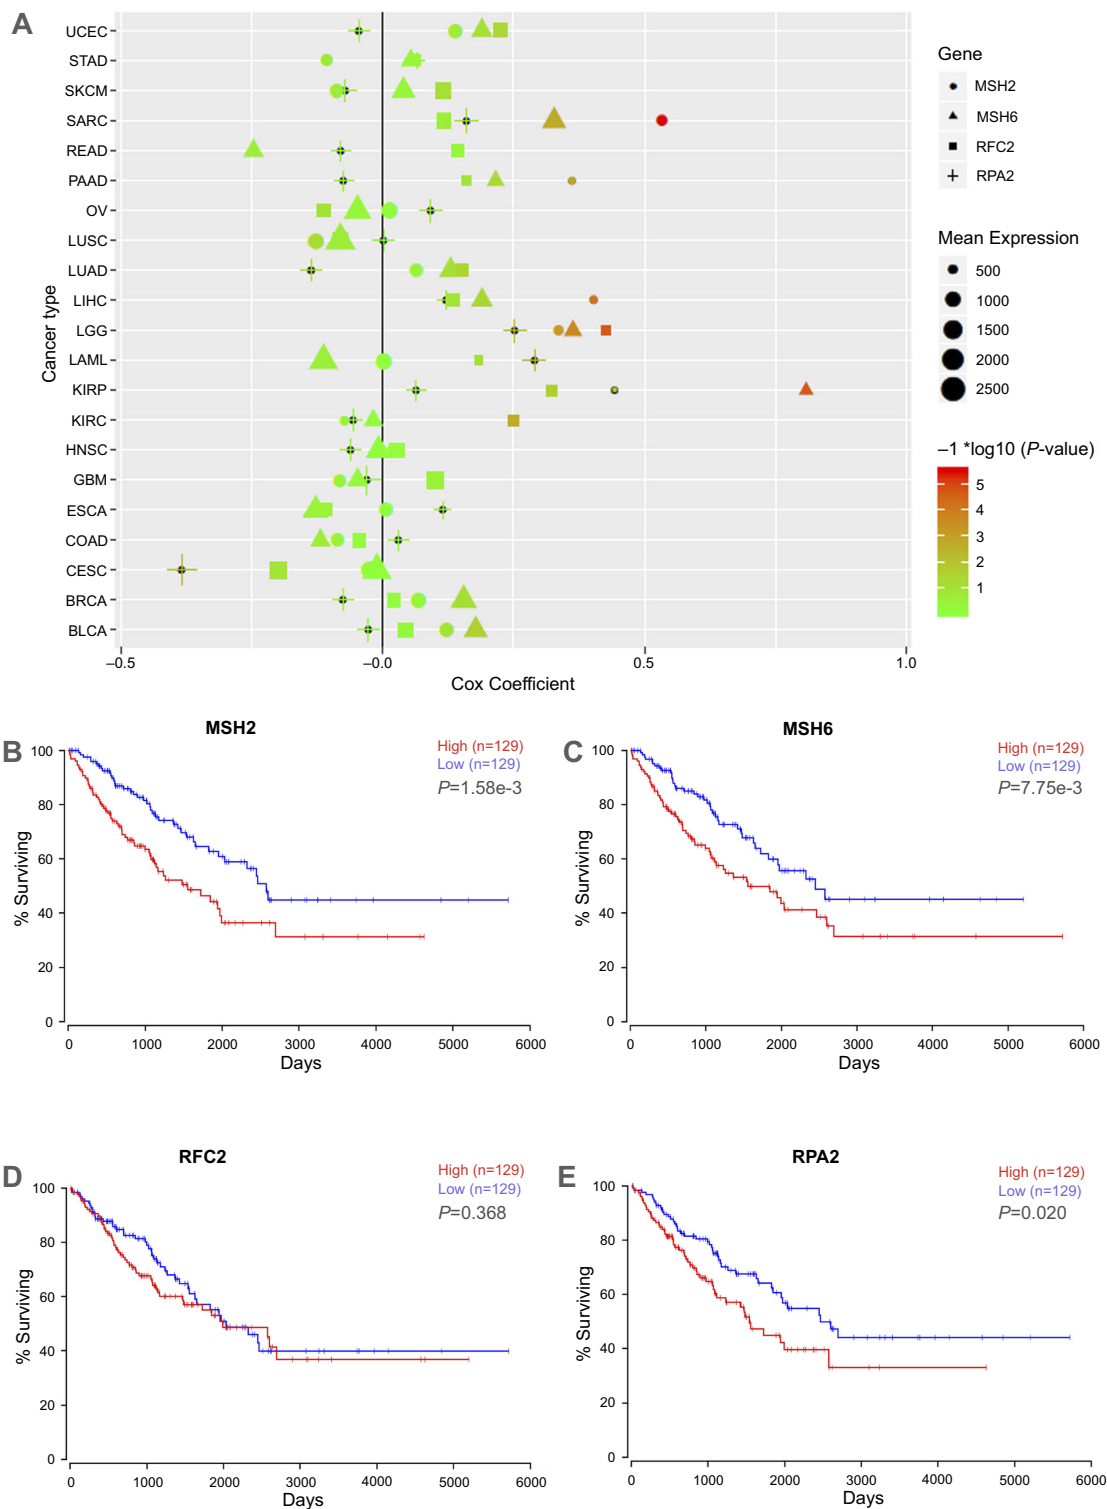 A
UCEC
STAD
SKCM
SARC
READ
PAAD
OV
LUSC
LUAD
LIHC
LGG
LAML
KIRP
KIRC
HNSC
GBM
ESCA
COAD
CESC
BRCA
BLCA
Cancer type
–0.5
–0.0
0.5
1.0
Cox Coefficient
Gene
MSH2
MSH6
RFC2
RPA2
Mean Expression
500
1000
1500
2000
2500
–1 *log10 (P-value)
5
4
3
2
1
B
MSH2
High (n=129)
Low (n=129)
P=1.58e-3
% Surviving
100
80
60
40
20
0
0 1000 2000 3000 4000 5000 6000
Days
C
MSH6
High (n=129)
Low (n=129)
P=7.75e-3
% Surviving
100
80
60
40
20
0
0 1000 2000 3000 4000 5000 6000
Days
D
RFC2
High (n=129)
Low (n=129)
P=0.368
% Surviving
100
80
60
40
20
0
0 1000 2000 3000 4000 5000 6000
Days
E
RPA2
High (n=129)
Low (n=129)
P=0.020
% Surviving
100
80
60
40
20
0
0 1000 2000 3000 4000 5000 6000
Days